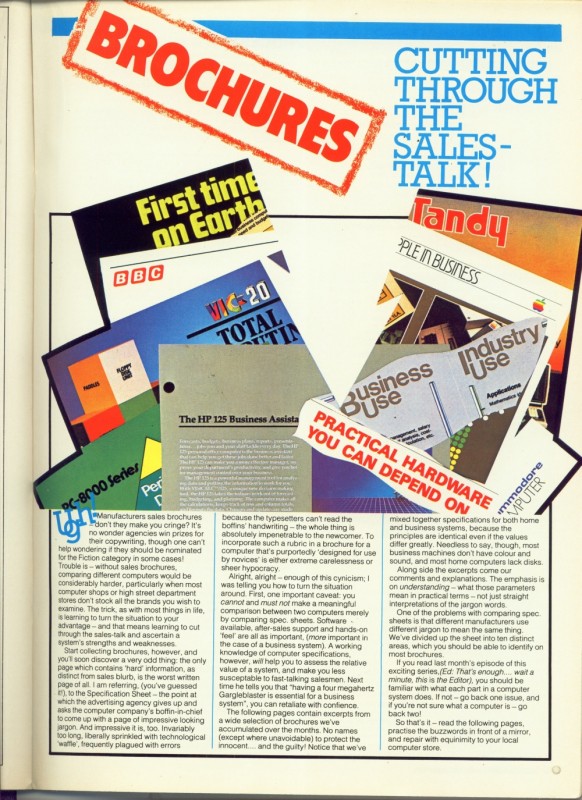 BROCHURES
CUTTING
THROUGH
THE
SALES-
TALK!
First time
on Earth
BBC
VIC-20
TOTAL
FLOPPY
DISK UNIT
PC-8000 Series
The HP 125 Business Assista
Tandy
PPLE IN BUSINESS
Business
Use
Industry
Use
Applications
PRACTICAL HARDWARE
YOU CAN DEPEND ON
mmodore
MPUTER
Ugh
"Manufacturers sales brochures
– don't they make you cringe? It's
no wonder agencies win prizes for
their copywriting, though one can't
help wondering if they should be nominated
for the Fiction category in some cases!
Trouble is – without sales brochures,
comparing different computers would be
considerably harder, particularly when most
computer shops or high street department
stores don't stock all the brands you wish to
examine. The trick, as with most things in life,
is learning to turn the situation to your
advantage – and that means learning to cut
through the sales-talk and ascertain a
system's strengths and weaknesses.
Start collecting brochures, however, and
you'll soon discover a very odd thing: the only
page which contains 'hard' information, as
distinct from sales blurb, is the worst written
page of all. I am referring, (you've guessed
it!), to the Specification Sheet – the point at
which the advertising agency gives up and
asks the computer company's boffin-in-chief
to come up with a page of impressive looking
jargon. And impressive it is, too. Invariably
too long, liberally sprinkled with technological
'waffle', frequently plagued with errors
because the typesetters can't read the
boffins' handwriting – the whole thing is
absolutely impenetrable to the newcomer. To
incorporate such a rubric in a brochure for a
computer that's purportedly 'designed for use
by novices' is either extreme carelessness or
sheer hypocracy.
Alright, alright – enough of this cynicism; I
was telling you how to turn the situation
around. First, one important caveat: you
cannot and must not make a meaningful
comparison between two computers merely
by comparing spec. sheets. Software
available, after-sales support and hands-on
'feel' are all as important, (more important in
the case of a business system). A working
knowledge of computer specifications,
however, will help you to assess the relative
value of a system, and make you less
susceptible to fast-talking salesmen. Next
time he tells you that "having a four megahertz
Gargleblaster is essential for a business
system", you can retaliate with confience.
The following pages contain excerpts from
a wide selection of brochures we've
accumulated over the months. No names
(except where unavoidable) to protect the
innocent.... and the guilty! Notice that we've
mixed together specifications for both home
and business systems, because the
principles are identical even if the values
differ greatly. Needless to say, though, most
business machines don't have colour and
sound, and most home computers lack disks.
Along side the excerpts come our
comments and explanations. The emphasis is
on understanding – what those parameters
mean in practical terms – not just straight
interpretations of the jargon words.
One of the problems with comparing spec.
sheets is that different manufacturers use
different jargon to mean the same thing.
We've divided up the sheet into ten distinct
areas, which you should be able to identify on
most brochures.
If you read last month's episode of this
exciting series, (Ed: That's enough.... wait a
minute, this is the Editor), you should be
familiar with what each part in a computer
system does. If not – go back one issue, and
if you're not sure what a computer is – go
back two!
So that's it – read the following pages,
practise the buzzwords in front of a mirror,
and repair with equinimity to your local
computer store.